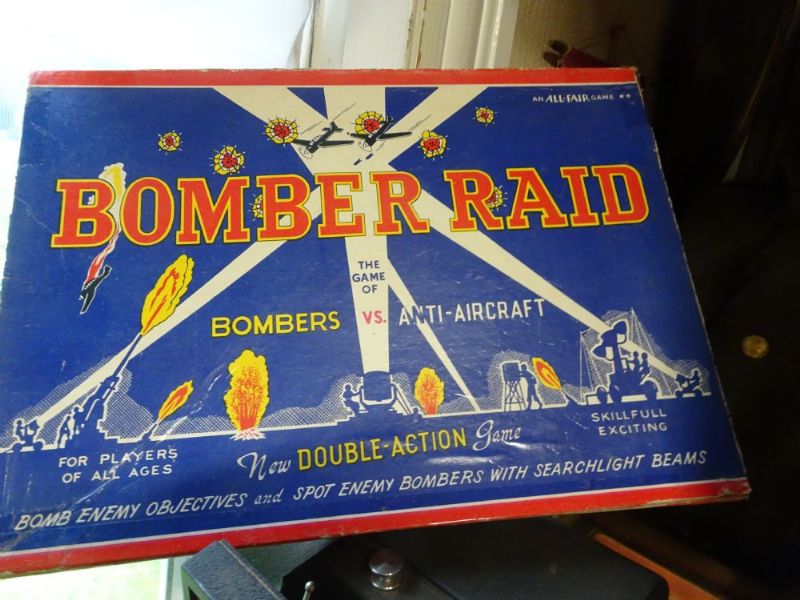 AN ALL-FAIR GAME ★★
BOMBER RAID
THE
GAME
OF
BOMBERS VS. ANTI-AIRCRAFT
FOR PLAYERS
OF ALL AGES
SKILLFULL
EXCITING
New DOUBLE-ACTION Game
BOMB ENEMY OBJECTIVES and SPOT ENEMY BOMBERS WITH SEARCHLIGHT BEAMS